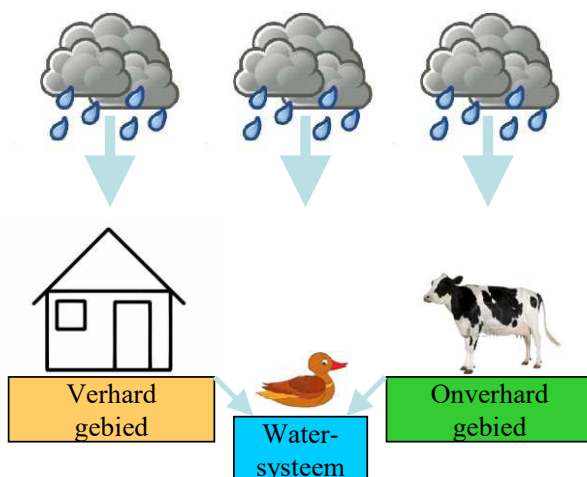 Verhard
gebied
Water-
systeem
Onverhard
gebied